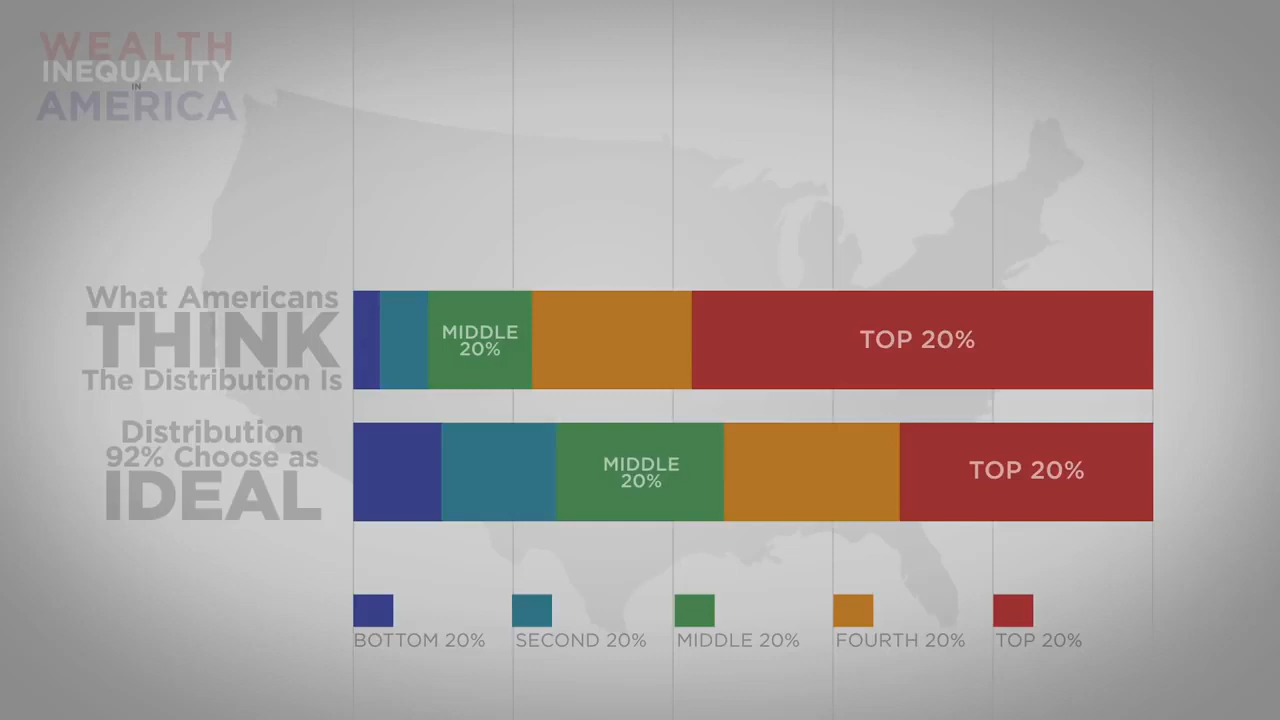 WEALTH
INEQUALITY
IN
AMERICA
What Americans
THINK
The Distribution Is
MIDDLE
20%
TOP 20%
Distribution
92% Choose as
IDEAL
MIDDLE
20%
TOP 20%
BOTTOM 20%
SECOND 20%
MIDDLE 20%
FOURTH 20%
TOP 20%